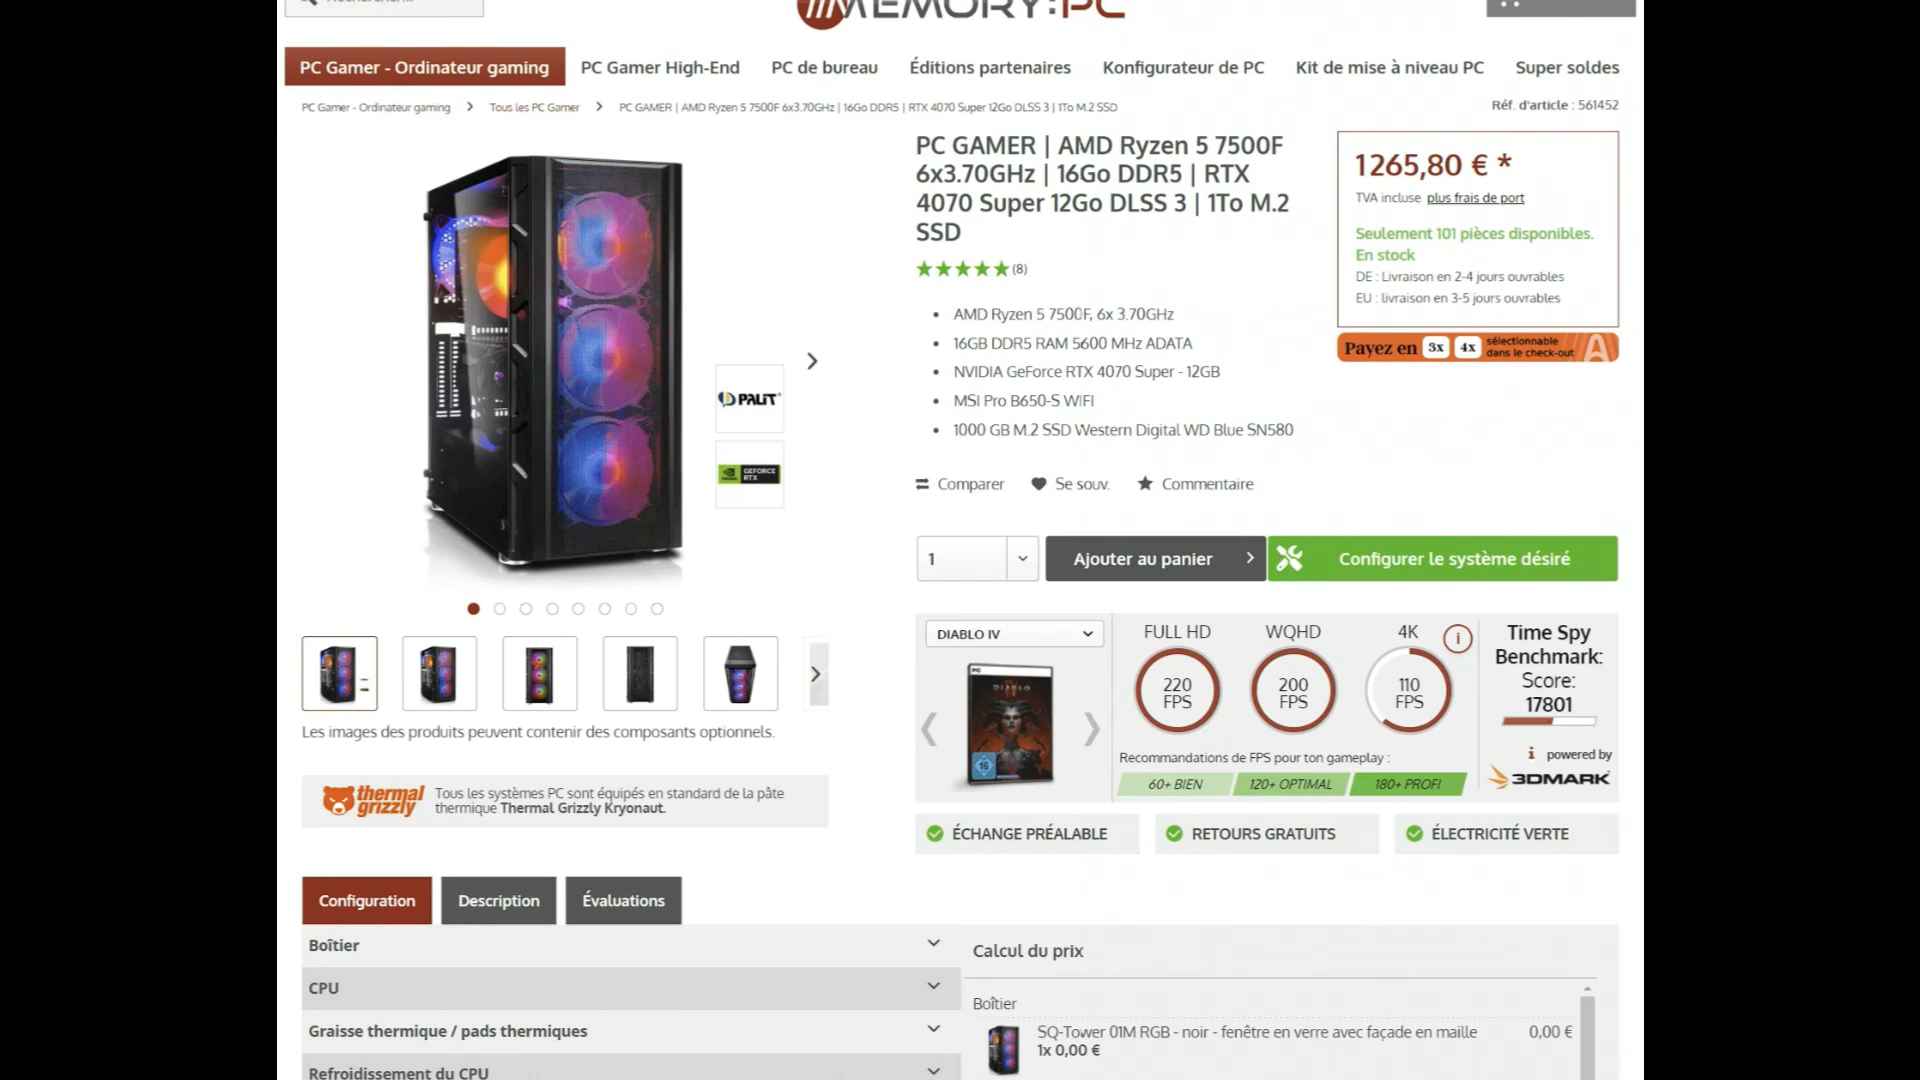 MEMORY:PC
PC Gamer - Ordinateur gaming
PC Gamer High-End
PC de bureau
Éditions partenaires
Konfigurateur de PC
Kit de mise à niveau PC
Super soldes
PC Gamer - Ordinateur gaming > Tous les PC Gamer > PC GAMER | AMD Ryzen 5 7500F 6x3.70GHz | 16Go DDR5 | RTX 4070 Super 12Go DLSS 3 | 1To M.2 SSD
Réf. d'article : 561452
PC GAMER | AMD Ryzen 5 7500F
6x3.70GHz | 16Go DDR5 | RTX
4070 Super 12Go DLSS 3 | 1To M.2
SSD
(8)
1265,80 € *
TVA incluse plus frais de port
Seulement 101 pièces disponibles.
En stock
DE : Livraison en 2-4 jours ouvrables
EU : livraison en 3-5 jours ouvrables
Payez en 3x 4x sélectionnable
dans le check-out
AMD Ryzen 5 7500F, 6x 3.70GHz
16GB DDR5 RAM 5600 MHz ADATA
NVIDIA GeForce RTX 4070 Super - 12GB
MSI Pro B650-S WIFI
1000 GB M.2 SSD Western Digital WD Blue SN580
PALIT
GEFORCE
RTX
Comparer
Se souv.
Commentaire
1
Ajouter au panier
Configurer le système désiré
DIABLO IV
FULL HD
WQHD
4K
220
FPS
200
FPS
110
FPS
PC
DIABLO
16
Time Spy
Benchmark:
Score:
17801
Recommandations de FPS pour ton gameplay :
60+ BIEN
120+ OPTIMAL
180+ PROFI
powered by
3DMARK
Les images des produits peuvent contenir des composants optionnels.
thermal
grizzly
Tous les systèmes PC sont équipés en standard de la pâte
thermique Thermal Grizzly Kryonaut.
ÉCHANGE PRÉALABLE
RETOURS GRATUITS
ÉLECTRICITÉ VERTE
Configuration
Description
Évaluations
Boîtier
CPU
Graisse thermique / pads thermiques
Refroidissement du CPU
Calcul du prix
Boîtier
SQ-Tower 01M RGB - noir - fenêtre en verre avec façade en maille
0,00 €
1x 0,00 €